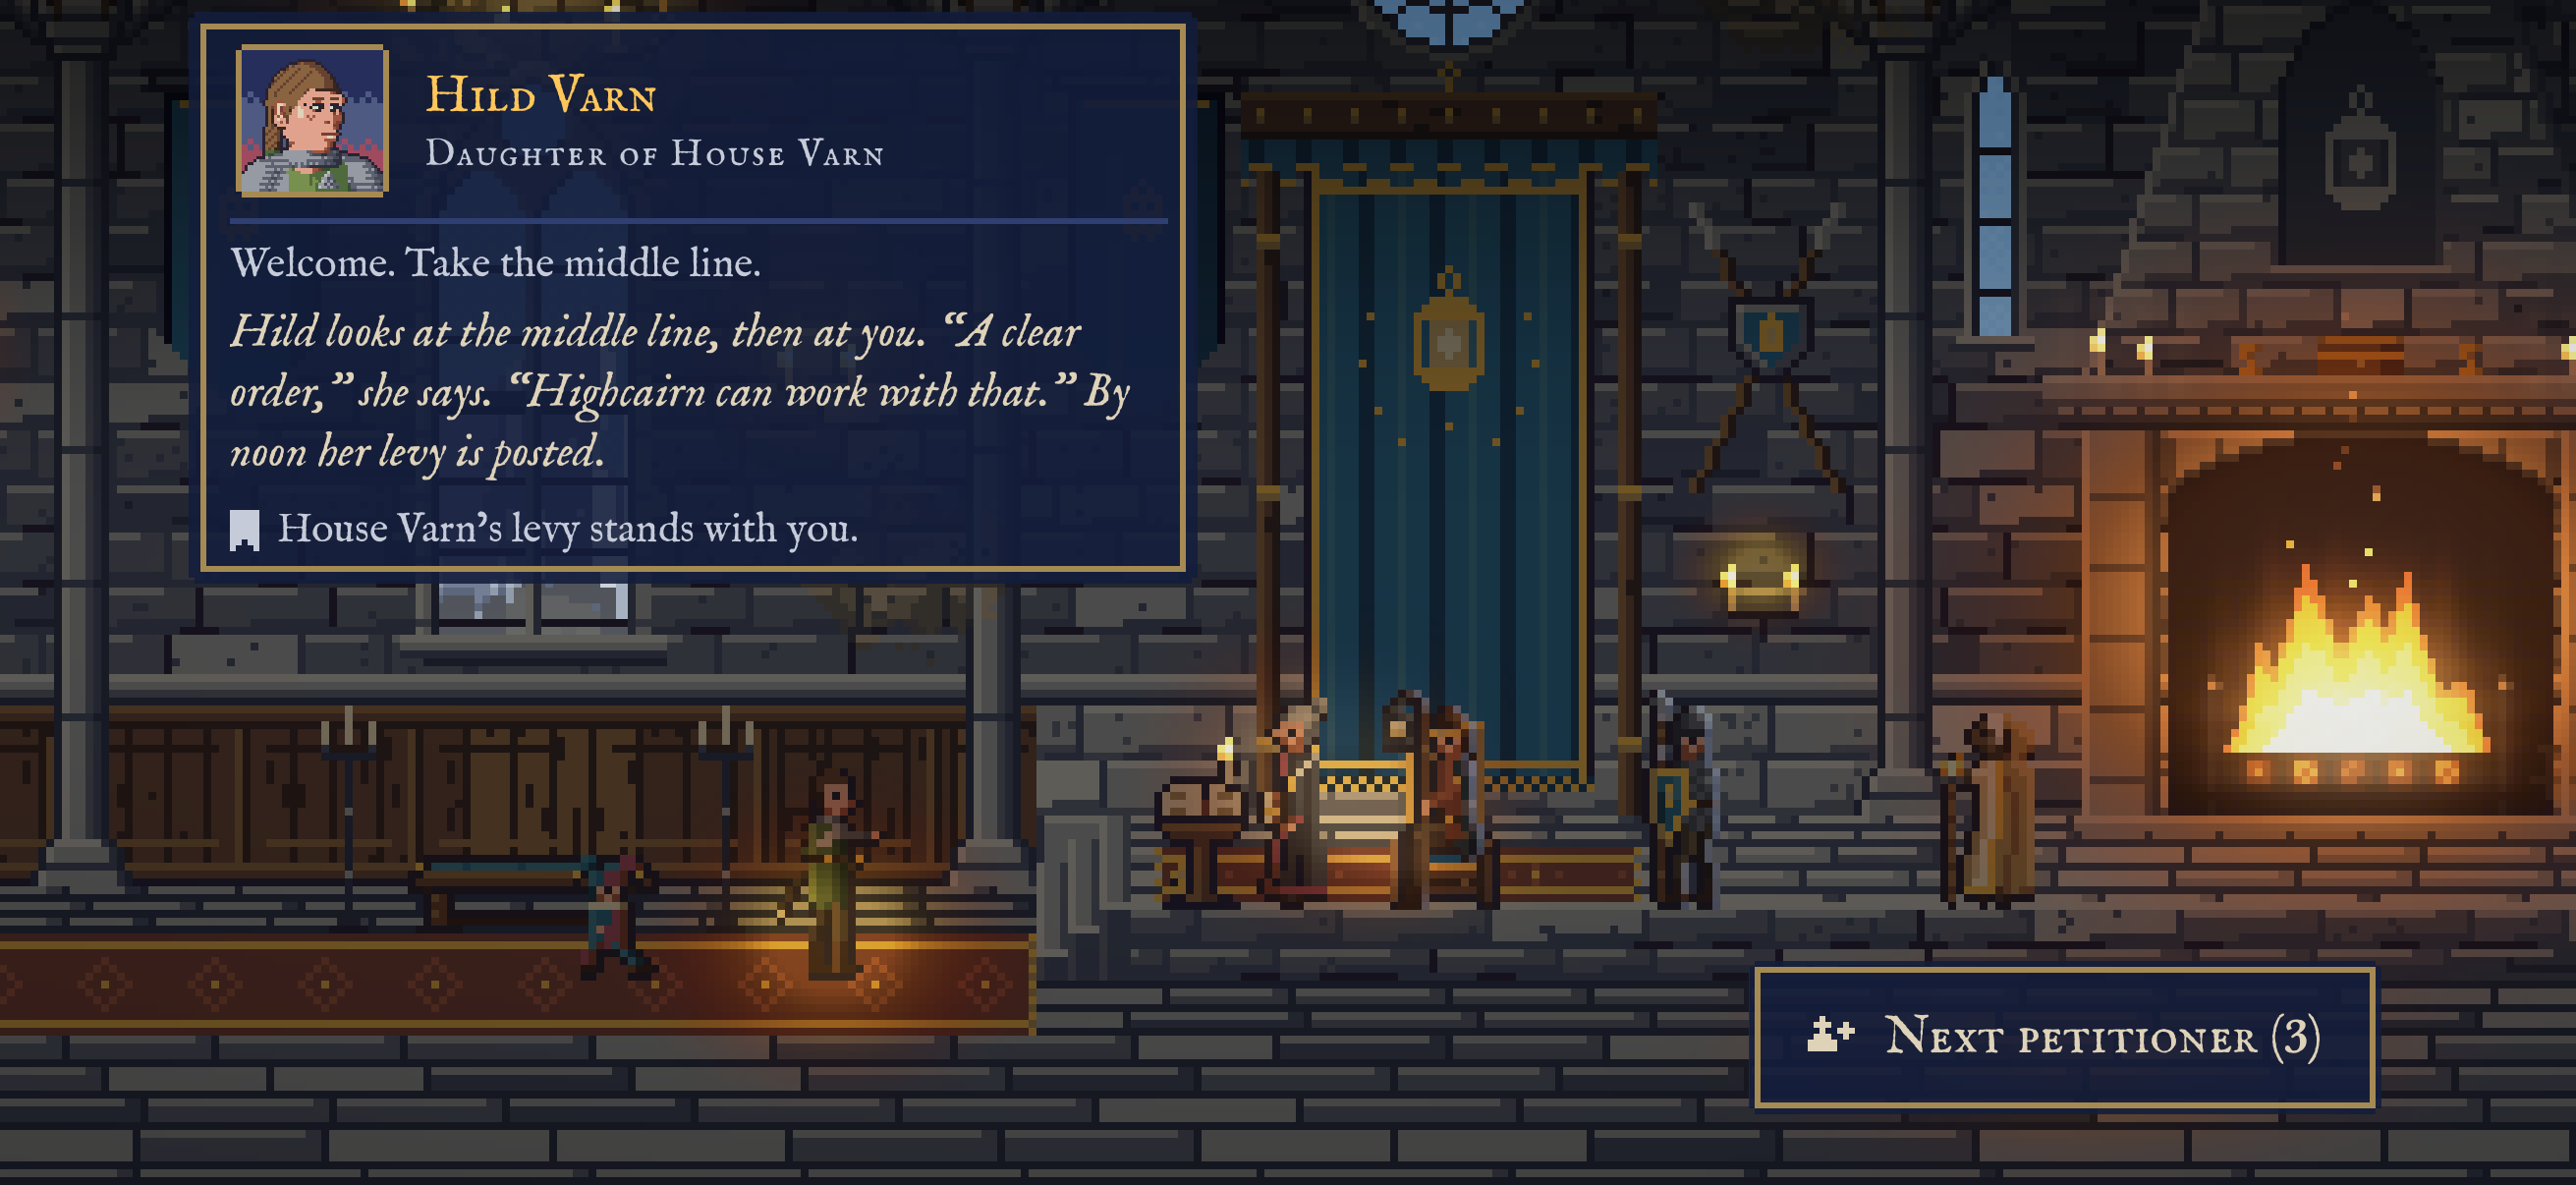 Hild Varn
Daughter of House Varn
Welcome. Take the middle line.
Hild looks at the middle line, then at you. “A clear
order,” she says. “Highcairn can work with that.” By
noon her levy is posted.
House Varn’s levy stands with you.
Next petitioner (3)